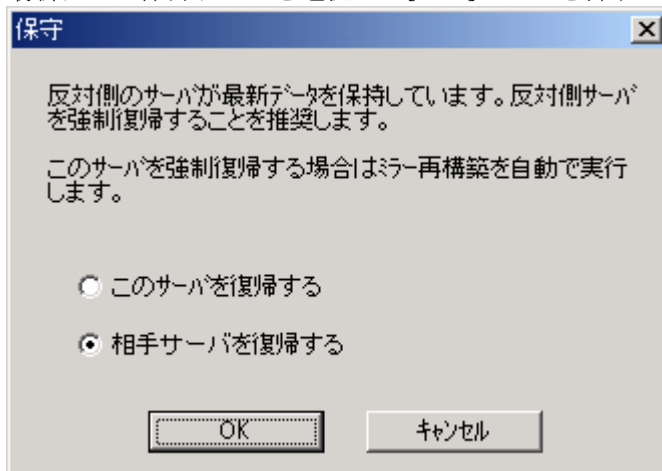 保守
反対側のサーバが最新データを保持しています。反対側サーバ
を強制復帰することを推奨します。
このサーバを強制復帰する場合はミラー再構築を自動で実行
します。
このサーバを復帰する
相手サーバを復帰する
OK
キャンセル